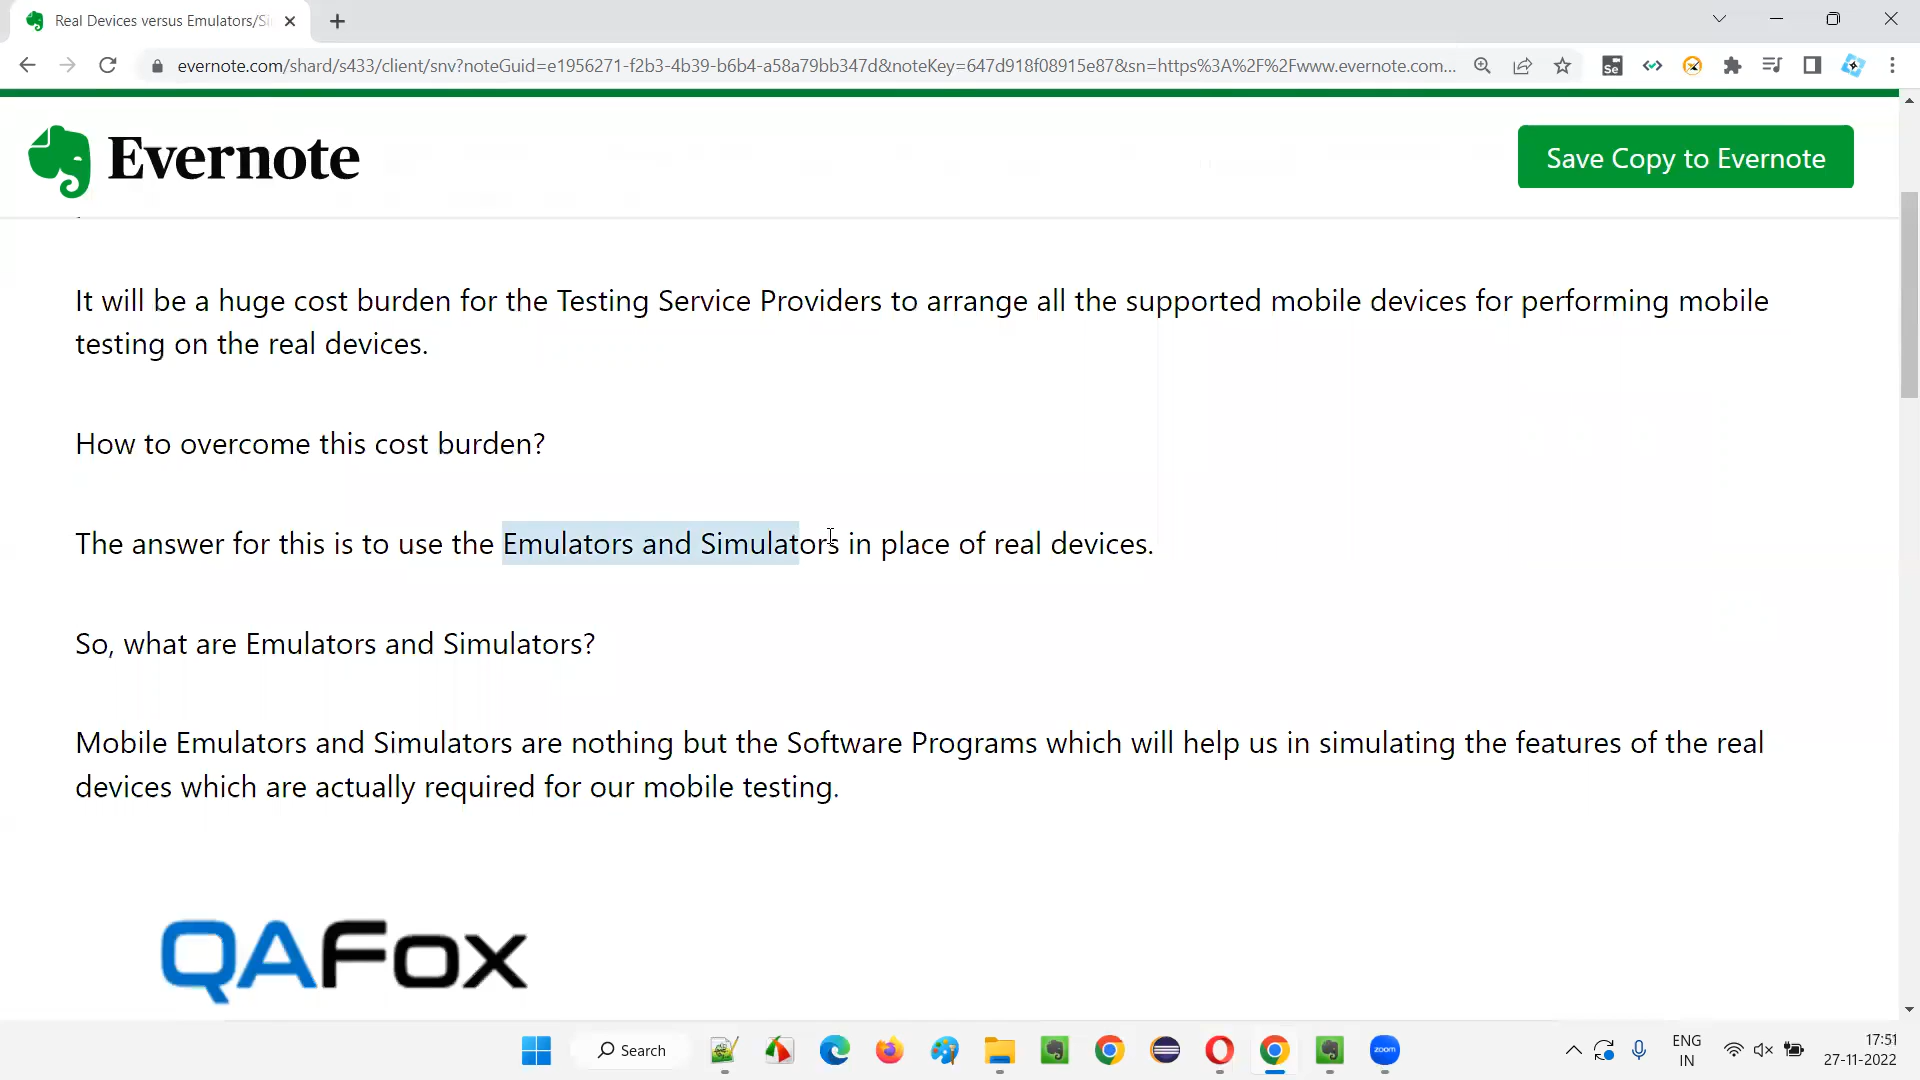 Real Devices versus Emulators/Si
evernote.com/shard/s433/client/snv?noteGuid=e1956271-f2b3-4b39-b6b4-a58a79bb347d&noteKey=647d918f08915e87&sn=https%3A%2F%2Fwww.evernote.com...
Se
Evernote
Save Copy to Evernote
It will be a huge cost burden for the Testing Service Providers to arrange all the supported mobile devices for performing mobile
testing on the real devices.
How to overcome this cost burden?
The answer for this is to use the Emulators and Simulators in place of real devices.
So, what are Emulators and Simulators?
Mobile Emulators and Simulators are nothing but the Software Programs which will help us in simulating the features of the real
devices which are actually required for our mobile testing.
QAFox
Search
zoom
ENG
IN
17:51
27-11-2022